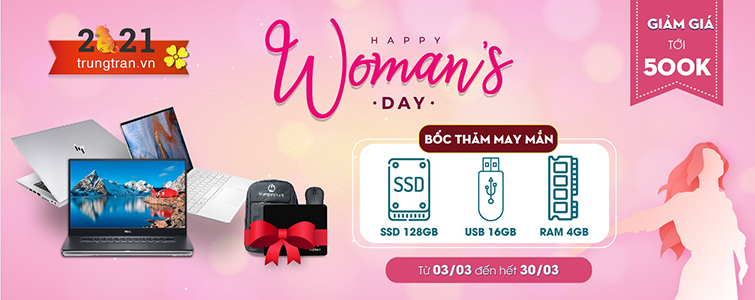 2021
trungtran.vn
HAPPY
Woman's
DAY
GIẢM GIÁ
TỚI
500K
BỐC THĂM MAY MẮN
SSD
SSD 128GB
USB 16GB
RAM 4GB
Từ 03/03 đến hết 30/03